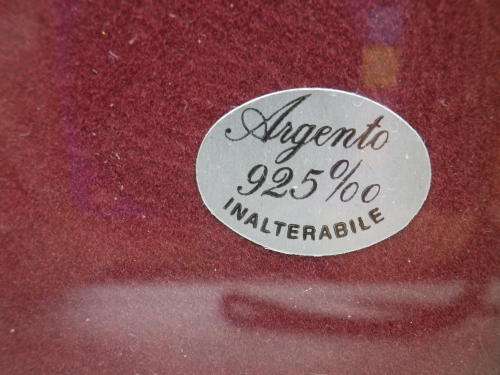 Argento
925‰
INALTERABILE